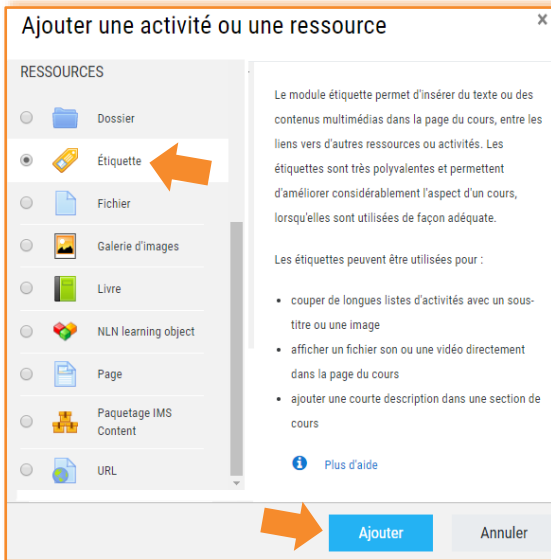 Ajouter une activité ou une ressource
x
RESSOURCES
Dossier
Étiquette
Fichier
Galerie d'images
Livre
NLN learning object
Page
Paquetage IMS
Content
URL
Le module étiquette permet d'insérer du texte ou des
contenus multimédias dans la page du cours, entre les
liens vers d'autres ressources ou activités. Les
étiquettes sont très polyvalentes et permettent
d'améliorer considérablement l'aspect d'un cours,
lorsqu'elles sont utilisées de façon adéquate.
Les étiquettes peuvent être utilisées pour :
• couper de longues listes d'activités avec un sous-
titre ou une image
• afficher un fichier son ou une vidéo directement
dans la page du cours
• ajouter une courte description dans une section de
cours
Plus d'aide
Ajouter
Annuler